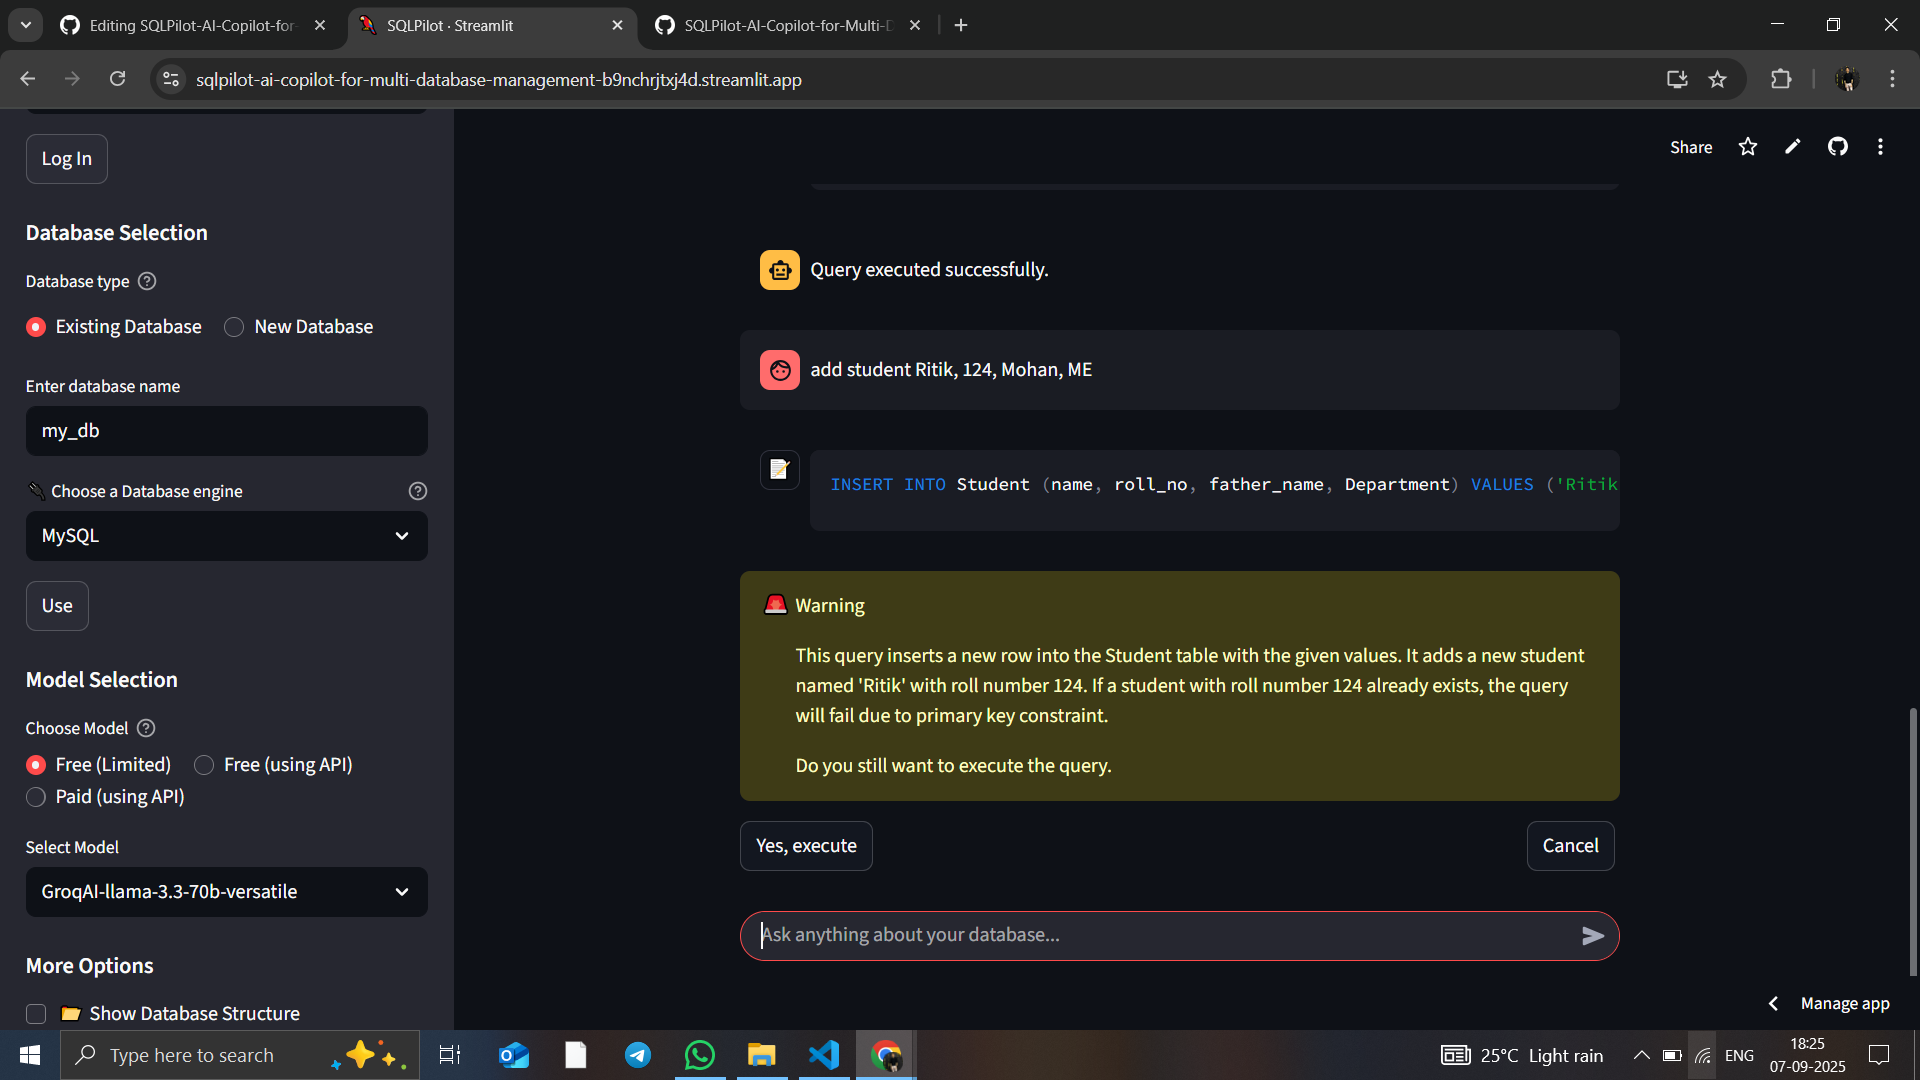 Editing SQLPilot-AI-Copilot-for-
SQLPilot · Streamlit
SQLPilot-AI-Copilot-for-Multi-D
sqlpilot-ai-copilot-for-multi-database-management-b9nchrjtxj4d.streamlit.app
Log In
Database Selection
Database type
Existing Database
New Database
Enter database name
my_db
Choose a Database engine
MySQL
Use
Model Selection
Choose Model
Free (Limited)
Free (using API)
Paid (using API)
Select Model
GroqAI-llama-3.3-70b-versatile
More Options
Show Database Structure
Share
Query executed successfully.
add student Ritik, 124, Mohan, ME
INSERT INTO Student (name, roll_no, father_name, Department) VALUES ('Ritik
Warning
This query inserts a new row into the Student table with the given values. It adds a new student
named 'Ritik' with roll number 124. If a student with roll number 124 already exists, the query
will fail due to primary key constraint.
Do you still want to execute the query.
Yes, execute
Cancel
Ask anything about your database...
Manage app
Type here to search
25°C Light rain
ENG
18:25
07-09-2025